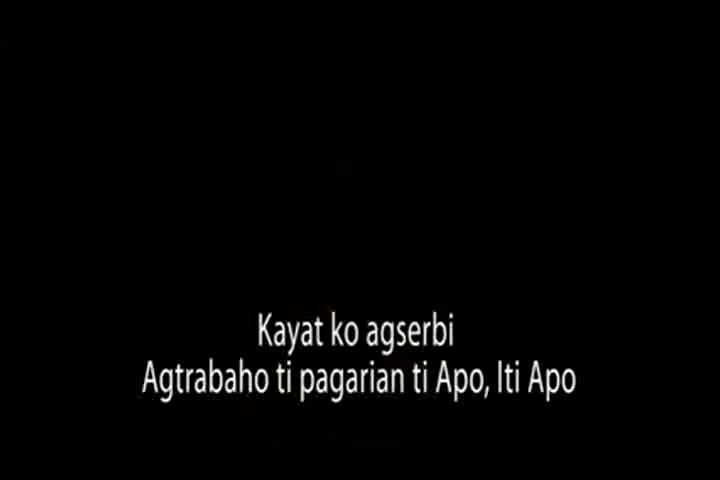 Kayat ko agserbi
Agtrabaho ti pagarian ti Apo, Iti Apo